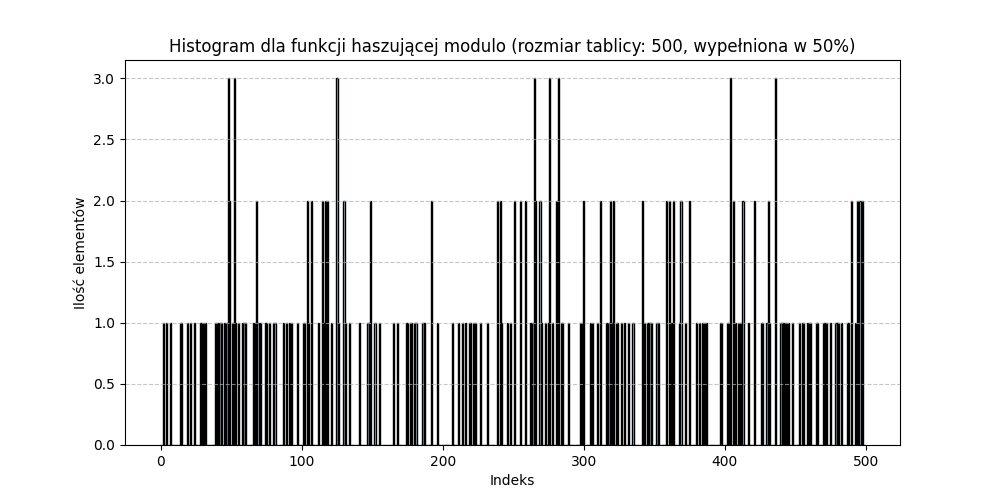 Histogram dla funkcji haszującej modulo (rozmiar tablicy: 500, wypełniona w 50%)
3.0
2.5
2.0
1.5
1.0
0.5
0.0
Ilość elementów
0 100 200 300 400 500
Indeks